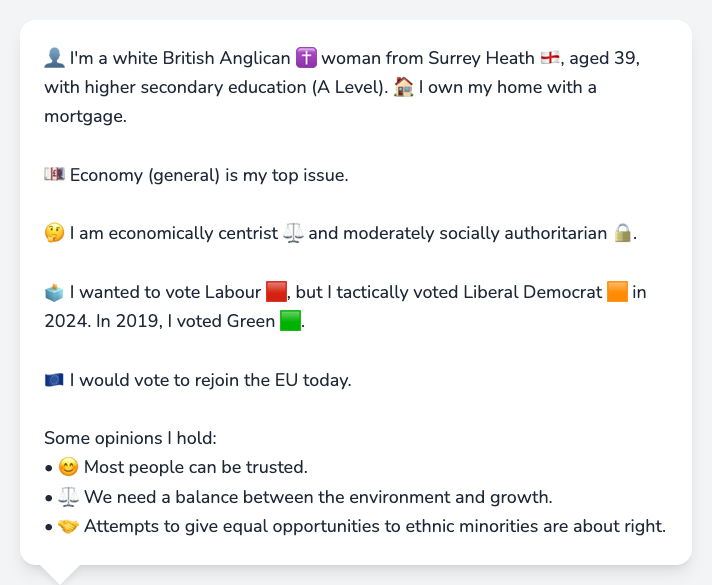 👤 I'm a white British Anglican ✝️ woman from Surrey Heath 🏴󠁧󠁢󠁥󠁮󠁧󠁿, aged 39,
with higher secondary education (A Level). 🏠 I own my home with a
mortgage.
💷 Economy (general) is my top issue.
🤔 I am economically centrist ⚖️ and moderately socially authoritarian 🔒.
🗳️ I wanted to vote Labour 🟥, but I tactically voted Liberal Democrat 🟧 in
2024. In 2019, I voted Green 🟩.
🇪🇺 I would vote to rejoin the EU today.
Some opinions I hold:
• 😊 Most people can be trusted.
• ⚖️ We need a balance between the environment and growth.
• 🤝 Attempts to give equal opportunities to ethnic minorities are about right.